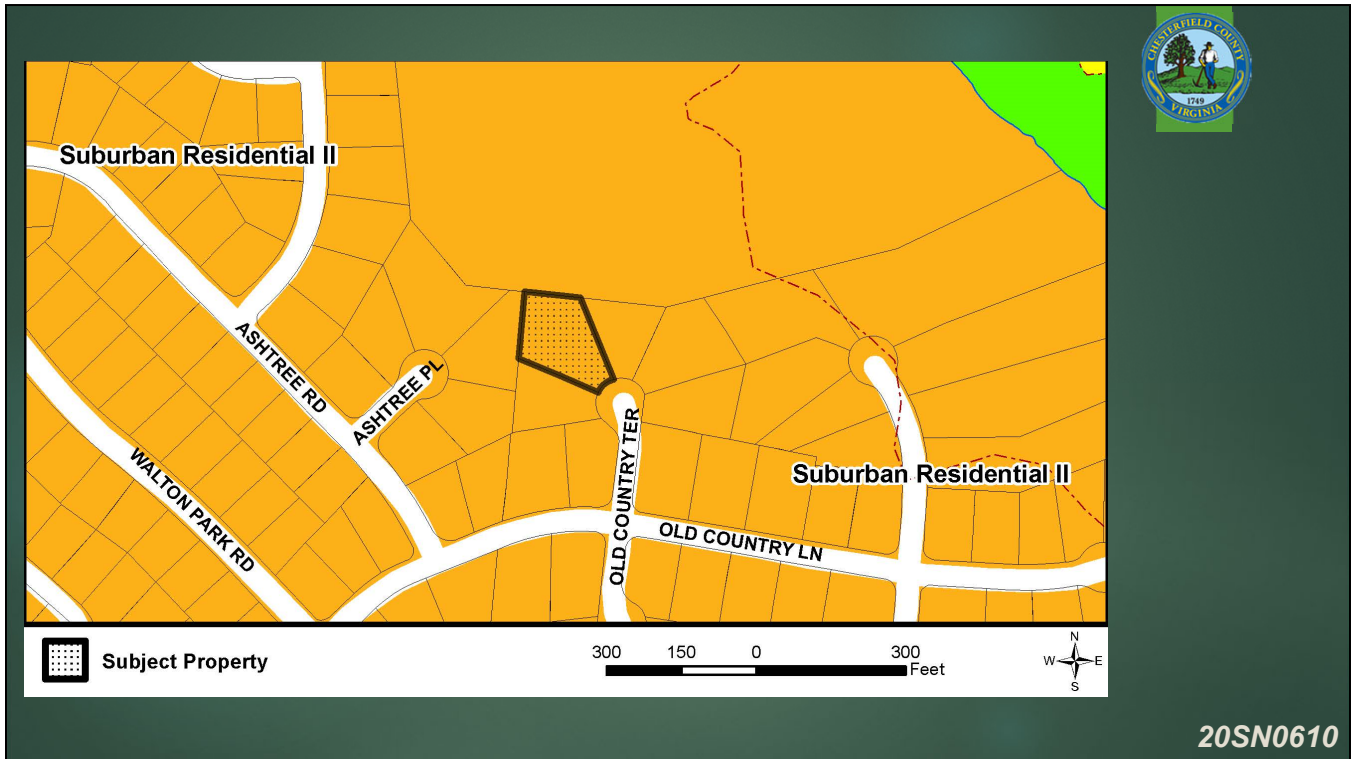 CHESTERFIELD COUNTY
1749
VIRGINIA
Suburban Residential II
ASHTREE RD
ASHTREE PL
WALTON PARK RD
OLD COUNTRY TER
OLD COUNTRY LN
Suburban Residential II
Subject Property
300 150 0 300
Feet
N
W E
S
20SN0610